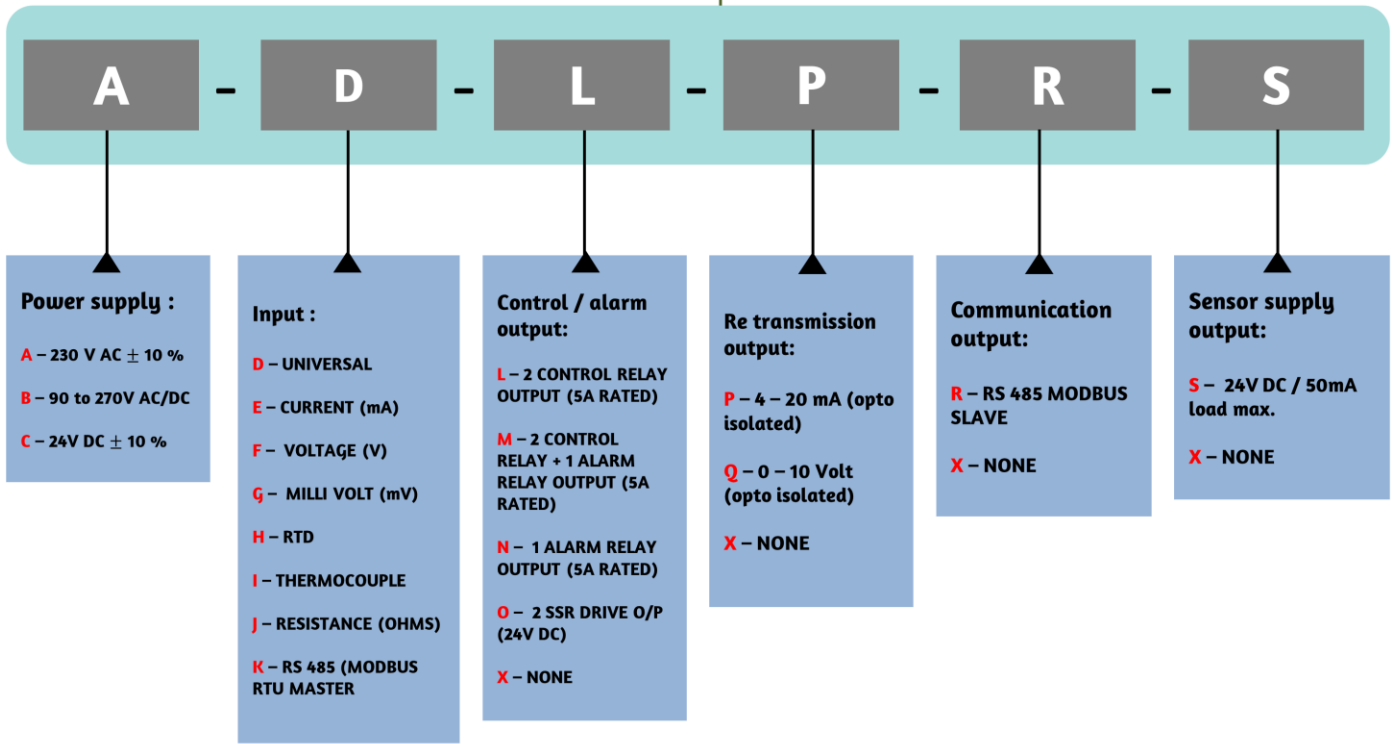 A - D - L - P - R - S
Power supply :
A – 230 V AC ± 10 %
B – 90 to 270V AC/DC
C – 24V DC ± 10 %
Input :
D – UNIVERSAL
E – CURRENT (mA)
F – VOLTAGE (V)
G – MILLI VOLT (mV)
H – RTD
I – THERMOCOUPLE
J – RESISTANCE (OHMS)
K – RS 485 (MODBUS
RTU MASTER
Control / alarm
output:
L – 2 CONTROL RELAY
OUTPUT (5A RATED)
M – 2 CONTROL
RELAY + 1 ALARM
RELAY OUTPUT (5A
RATED)
N – 1 ALARM RELAY
OUTPUT (5A RATED)
O – 2 SSR DRIVE O/P
(24V DC)
X – NONE
Re transmission
output:
P – 4 – 20 mA (opto
isolated)
Q – 0 – 10 Volt
(opto isolated)
X – NONE
Communication
output:
R – RS 485 MODBUS
SLAVE
X – NONE
Sensor supply
output:
S – 24V DC / 50mA
load max.
X – NONE